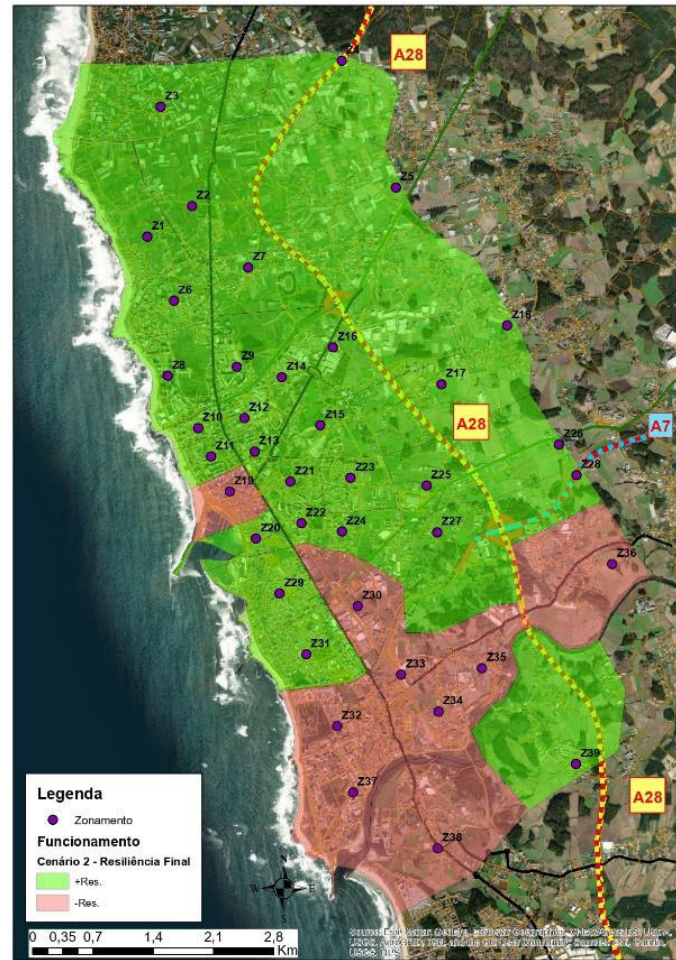 A28
Z3
Z5
Z2
Z1
Z7
Z6
Z18
Z16
Z9
Z14
Z8
Z17
A28
Z12
Z15
Z10
A7
Z26
Z13
Z11
Z28
Z21
Z23
Z25
Z19
Z22
Z24
Z27
Z20
Z36
Z29
Z30
Z31
Z33
Z35
Z34
Z32
Z39
Z37
A28
Z38
Legenda
Zonamento
Funcionamento
Cenário 2 - Resiliência Final
+Res.
-Res.
N
W E
S
0 0,35 0,7 1,4 2,1 2,8
Km